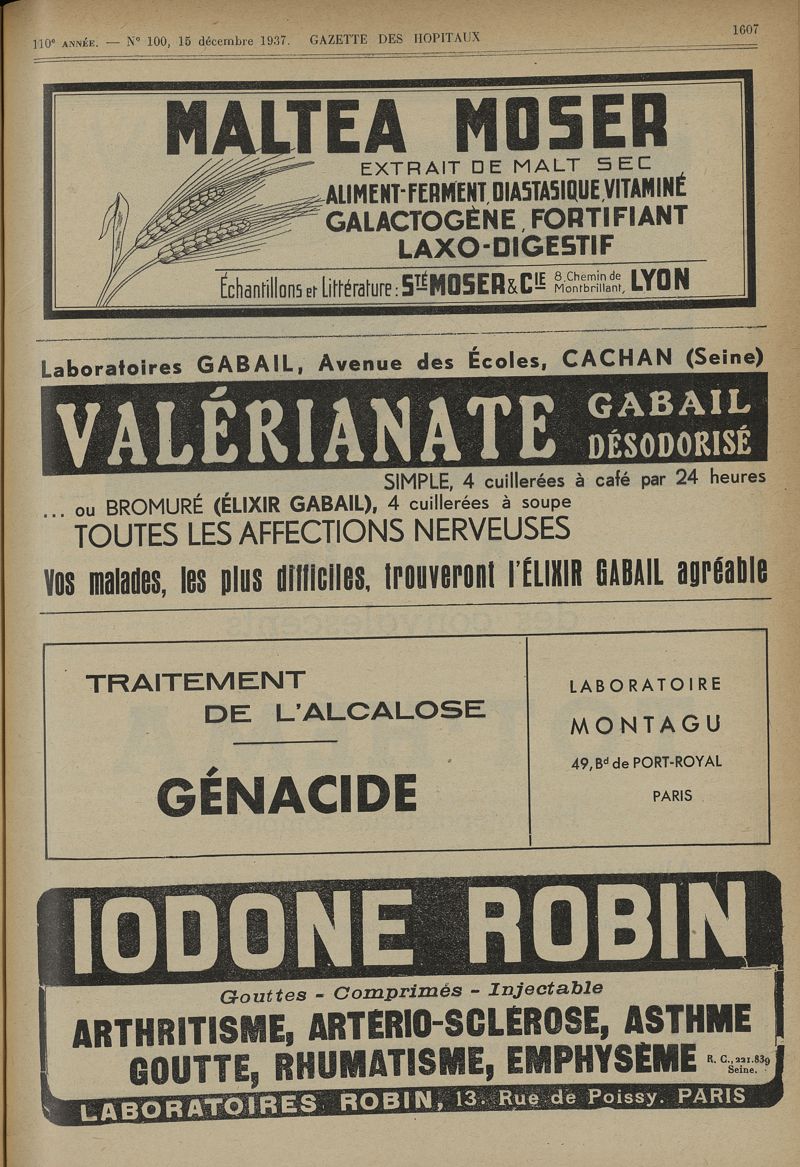 110e ANNÉE. — No 100, 15 décembre 1937. GAZETTE DES HOPITAUX 1607
MALTEA MOSER
EXTRAIT DE MALT SEC
ALIMENT-FERMENT, DIASTASIQUE, VITAMINÉ
GALACTOGÈNE, FORTIFIANT
LAXO-DIGESTIF
Échantillons et Littérature : STÉ MOSER & CIE 8, Chemin de Montbrillant, LYON
Laboratoires GABAIL, Avenue des Écoles, CACHAN (Seine)
VALÉRIANATE GABAIL DÉSODORISÉ
SIMPLE, 4 cuillerées à café par 24 heures
... ou BROMURÉ (ÉLIXIR GABAIL), 4 cuillerées à soupe
TOUTES LES AFFECTIONS NERVEUSES
Vos malades, les plus difficiles, trouveront l'ÉLIXIR GABAIL agréable
TRAITEMENT
DE L'ALCALOSE
GÉNACIDE
LABORATOIRE
MONTAGU
49, Bd de PORT-ROYAL
PARIS
IODONE ROBIN
Gouttes - Comprimés - Injectable
ARTHRITISME, ARTÉRIO-SCLÉROSE, ASTHME
GOUTTE, RHUMATISME, EMPHYSÈME R. C., 221.839 Seine.
LABORATOIRES ROBIN, 13. Rue de Poissy. PARIS